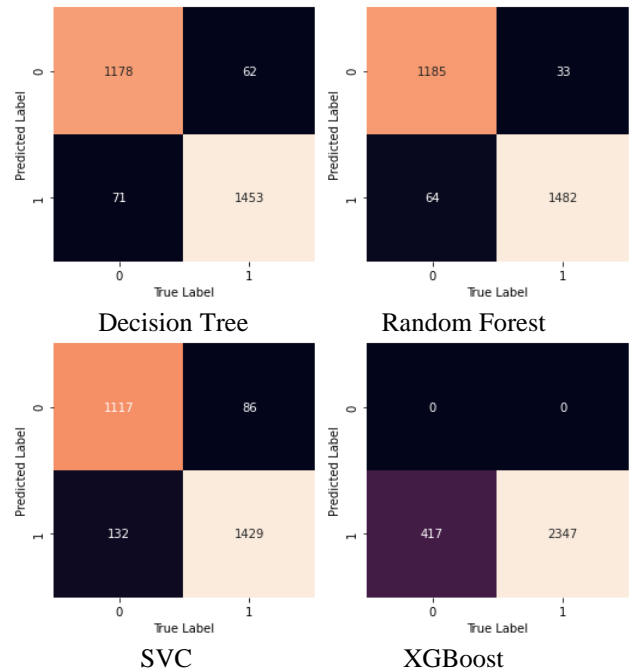 0
1178
62
Predicted Label
1
71
1453
0
1
True Label
Decision Tree
0
1185
33
Predicted Label
1
64
1482
0
1
True Label
Random Forest
0
1117
86
Predicted Label
1
132
1429
0
1
True Label
SVC
0
0
0
Predicted Label
1
417
2347
0
1
True Label
XGBoost